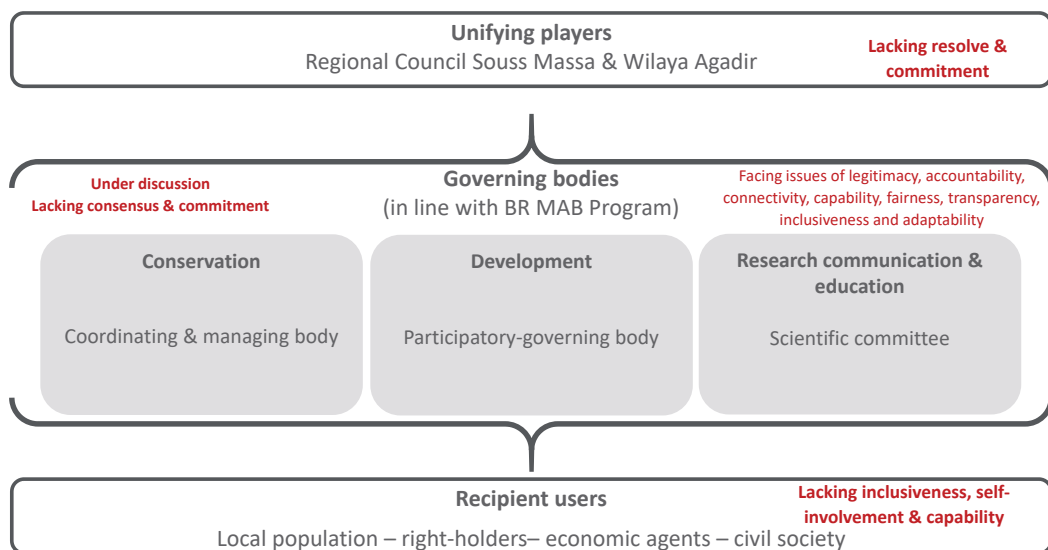 Unifying players
Regional Council Souss Massa & Wilaya Agadir
Lacking resolve &
commitment
Under discussion
Lacking consensus & commitment
Governing bodies
(in line with BR MAB Program)
Facing issues of legitimacy, accountability,
connectivity, capability, fairness, transparency,
inclusiveness and adaptability
Conservation
Coordinating & managing body
Development
Participatory-governing body
Research communication &
education
Scientific committee
Recipient users
Local population – right-holders– economic agents – civil society
Lacking inclusiveness, self-
involvement & capability